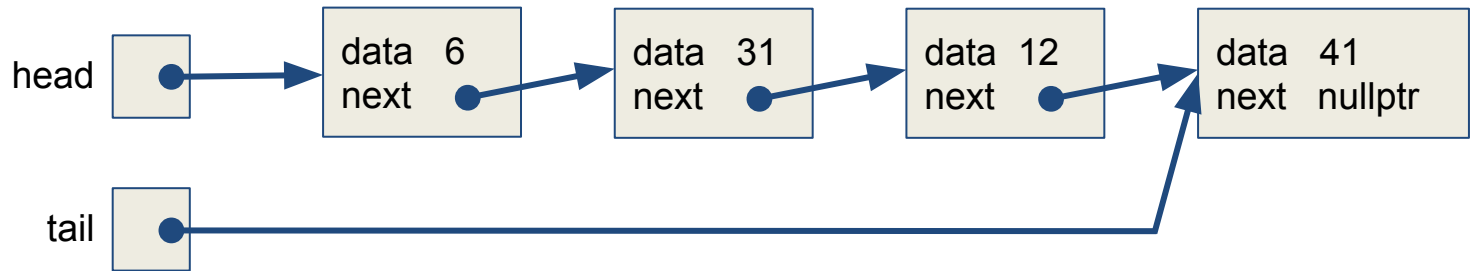 head
data 6
next
data 31
next
data 12
next
data 41
next nullptr
tail